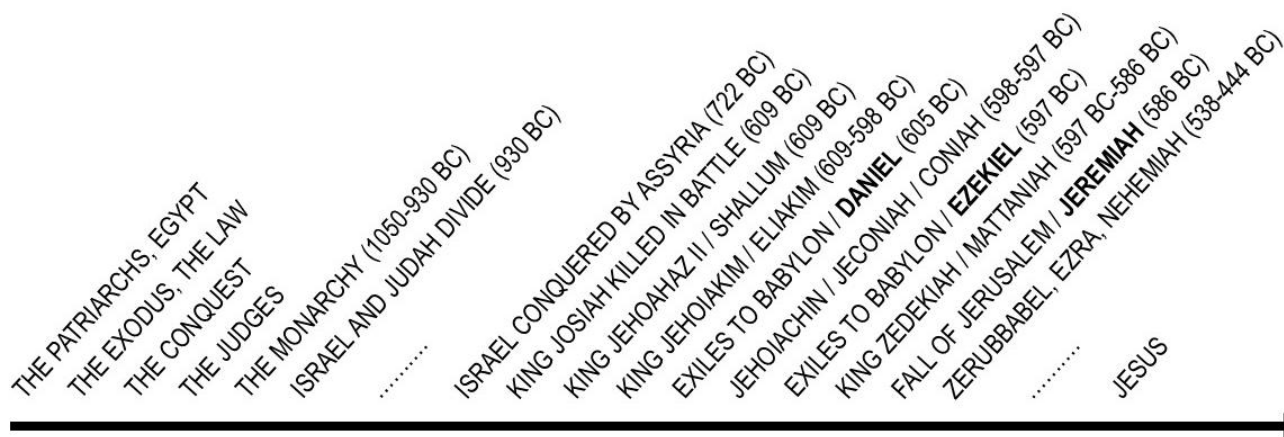 THE PATRIARCHS, EGYPT
THE EXODUS, THE LAW
THE CONQUEST
THE JUDGES
THE MONARCHY (1050-930 BC)
ISRAEL AND JUDAH DIVIDE (930 BC)
...........
ISRAEL CONQUERED BY ASSYRIA (722 BC)
KING JOSIAH KILLED IN BATTLE (609 BC)
KING JEHOAHAZ II / SHALLUM (609 BC)
KING JEHOIAKIM / ELIAKIM (609-598 BC)
EXILES TO BABYLON / DANIEL (605 BC)
JEHOIACHIN / JECONIAH / CONIAH (598-597 BC)
EXILES TO BABYLON / EZEKIEL (597 BC)
KING ZEDEKIAH / MATTANIAH (597 BC-586 BC)
FALL OF JERUSALEM / JEREMIAH (586 BC)
ZERUBBABEL, EZRA, NEHEMIAH (538-444 BC)
...........
JESUS